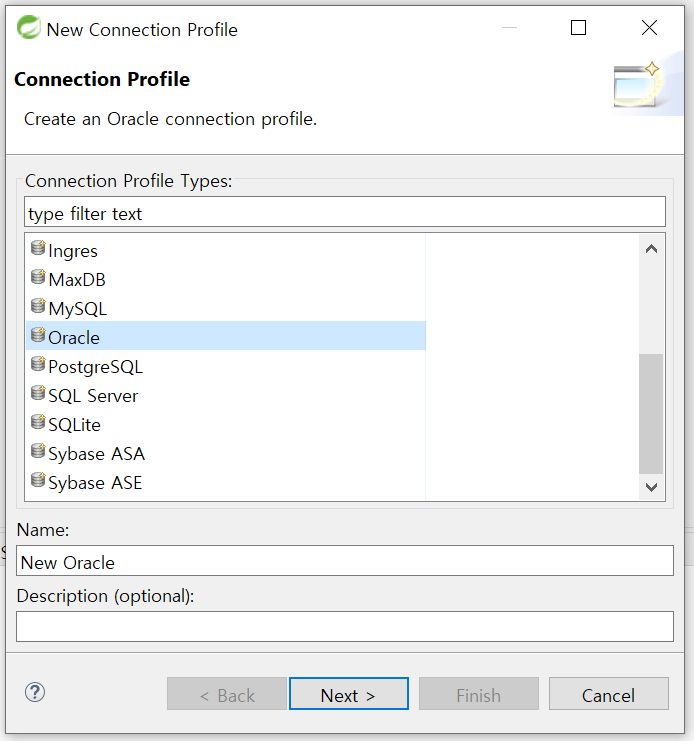 New Connection Profile
Connection Profile
Create an Oracle connection profile.
Connection Profile Types:
type filter text
Ingres
MaxDB
MySQL
Oracle
PostgreSQL
SQL Server
SQLite
Sybase ASA
Sybase ASE
Name:
New Oracle
Description (optional):
?
< Back
Next >
Finish
Cancel